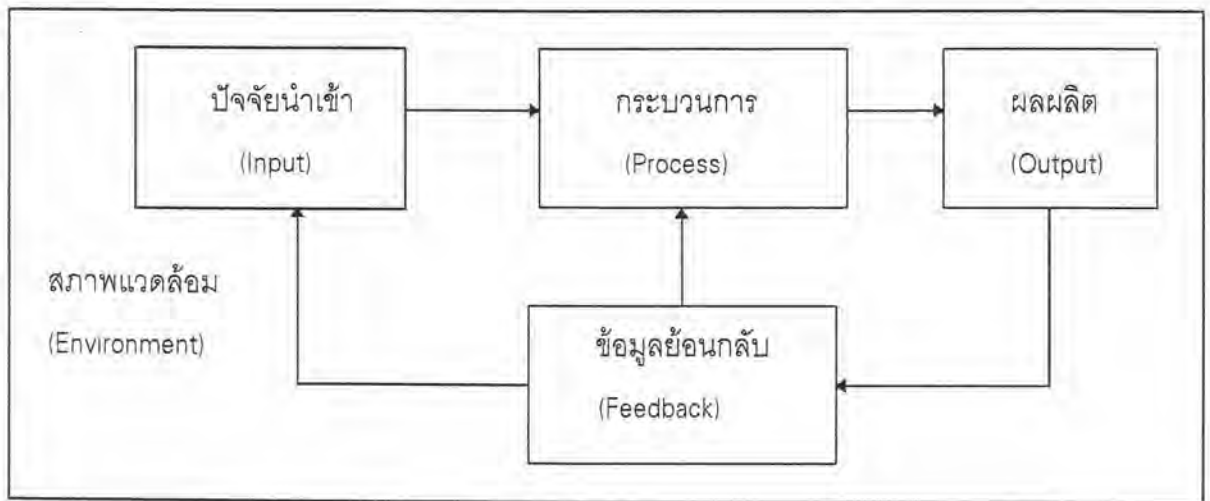 ปัจจัยนำเข้า
(Input)
กระบวนการ
(Process)
ผลผลิต
(Output)
สภาพแวดล้อม
(Environment)
ข้อมูลย้อนกลับ
(Feedback)